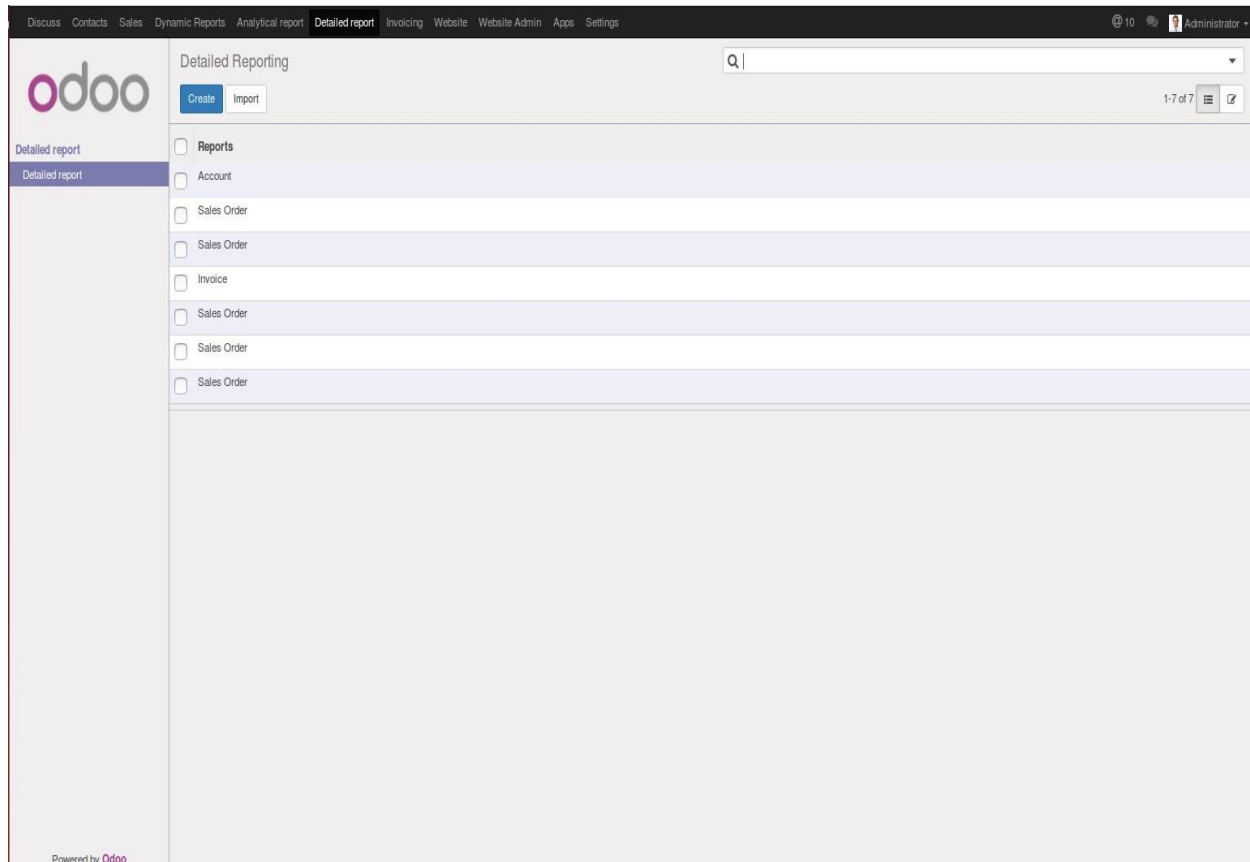 Discuss Contacts Sales Dynamic Reports Analytical report Detailed report Invoicing Website Website Admin Apps Settings @ 10 Administrator
odoo
Detailed Reporting
Create Import 1-7 of 7
Detailed report
Detailed report
Reports
Account
Sales Order
Sales Order
Invoice
Sales Order
Sales Order
Sales Order
Powered by Odoo